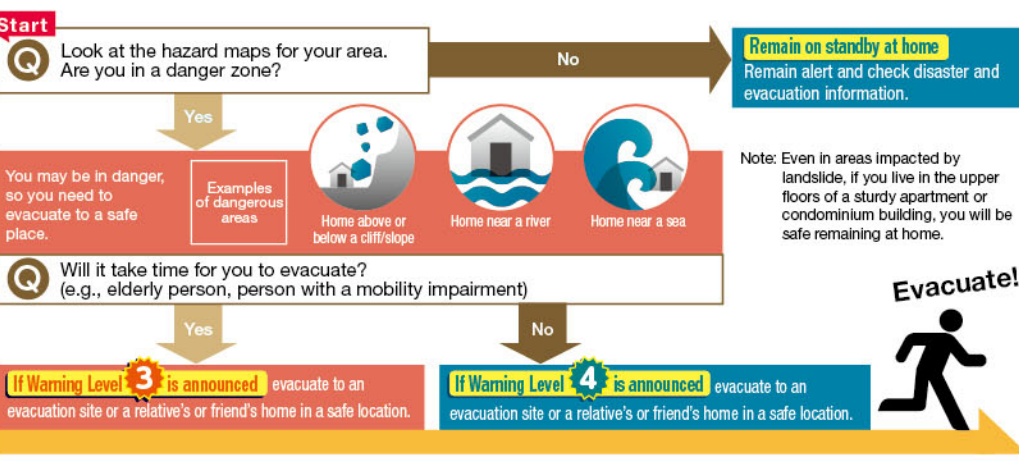 Start
Q
Look at the hazard maps for your area.
Are you in a danger zone?
No
Remain on standby at home
Remain alert and check disaster and
evacuation information.
Yes
You may be in danger,
so you need to
evacuate to a safe
place.
Examples
of dangerous
areas
Home above or
below a cliff/slope
Home near a river
Home near a sea
Note: Even in areas impacted by
landslide, if you live in the upper
floors of a sturdy apartment or
condominium building, you will be
safe remaining at home.
Q
Will it take time for you to evacuate?
(e.g., elderly person, person with a mobility impairment)
Evacuate!
Yes
No
If Warning Level 3 is announced evacuate to an
evacuation site or a relative's or friend's home in a safe location.
If Warning Level 4 is announced evacuate to an
evacuation site or a relative's or friend's home in a safe location.